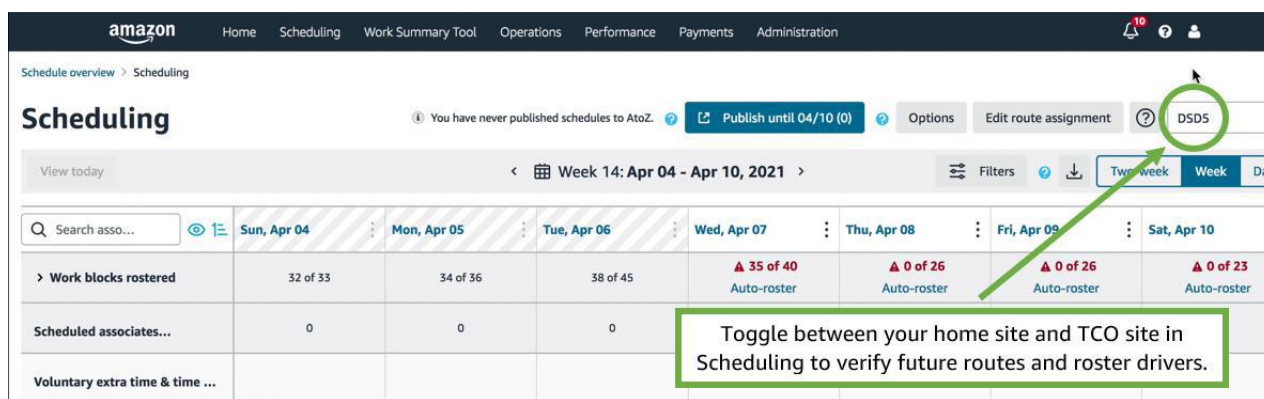 amazon Home Scheduling Work Summary Tool Operations Performance Payments Administration 10
Schedule overview > Scheduling
Scheduling You have never published schedules to AtoZ. Publish until 04/10 (0) Options Edit route assignment DSD5
View today < Week 14: Apr 04 - Apr 10, 2021 > Filters Two week Week Da
Search asso... Sun, Apr 04 Mon, Apr 05 Tue, Apr 06 Wed, Apr 07 Thu, Apr 08 Fri, Apr 09 Sat, Apr 10
> Work blocks rostered 32 of 33 34 of 36 38 of 45 35 of 40 0 of 26 0 of 26 0 of 23
Auto-roster Auto-roster Auto-roster Auto-roster
Scheduled associates... 0 0 0
Toggle between your home site and TCO site in
Scheduling to verify future routes and roster drivers.
Voluntary extra time & time ...